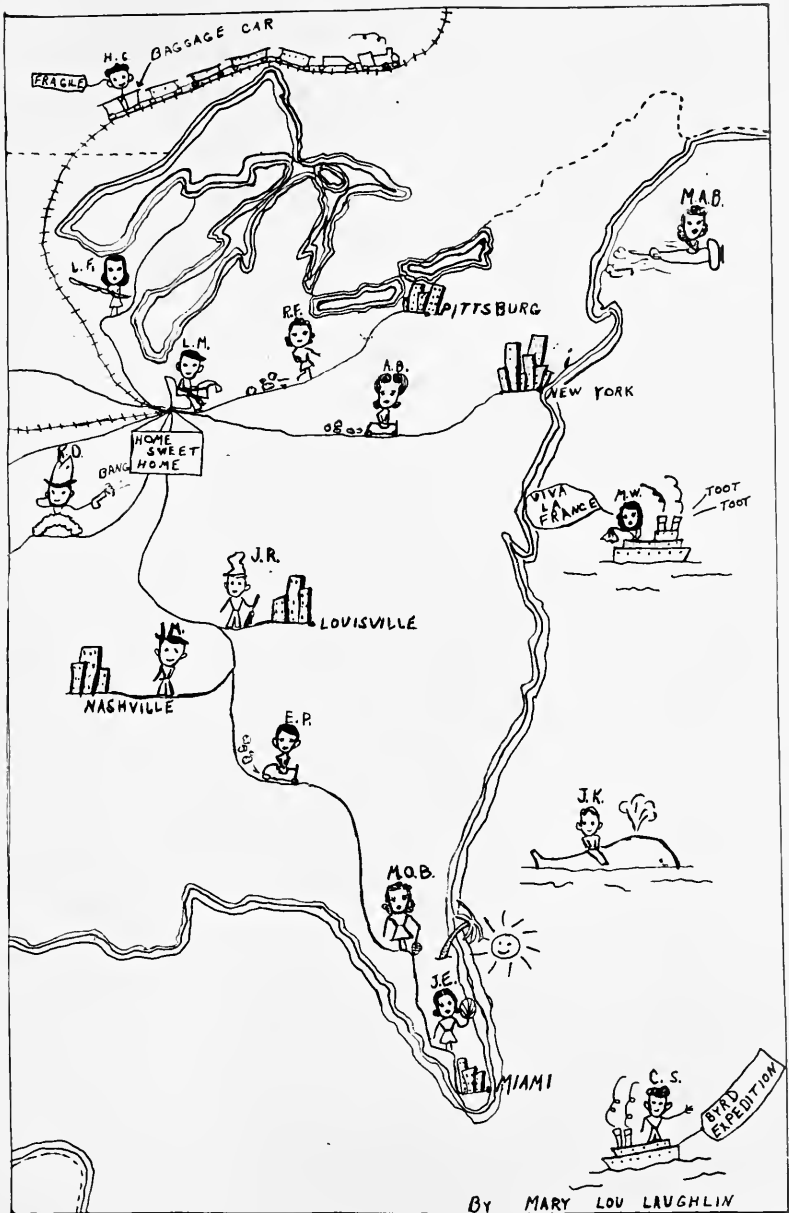 H.C
BAGGAGE CAR
FRAGILE
M.A.B.
L.F.
R.F.
PITTSBURG
L.M.
A.B.
NEW YORK
HOME
SWEET
HOME
R.D.
BANG
VIVA
LA
FRANCE
M.W.
TOOT
TOOT
J.R.
LOUISVILLE
J.M.
NASHVILLE
E.P.
J.K.
M.O.B.
J.E.
MIAMI
C.S.
BYRD
EXPEDITION
BY MARY LOU LAUGHLIN